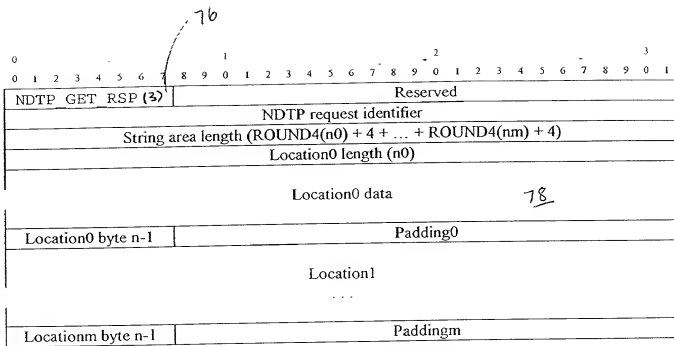 76
0 1 2 3
0 1 2 3 4 5 6 7 8 9 0 1 2 3 4 5 6 7 8 9 0 1 2 3 4 5 6 7 8 9 0 1
NDTP_GET_RSP (3) Reserved
NDTP request identifier
String area length (ROUND4(n0) + 4 + ... + ROUND4(nm) + 4)
Location0 length (n0)
Location0 data
78
Location0 byte n-1 Padding0
Location1
...
Locationm byte n-1 Paddingm